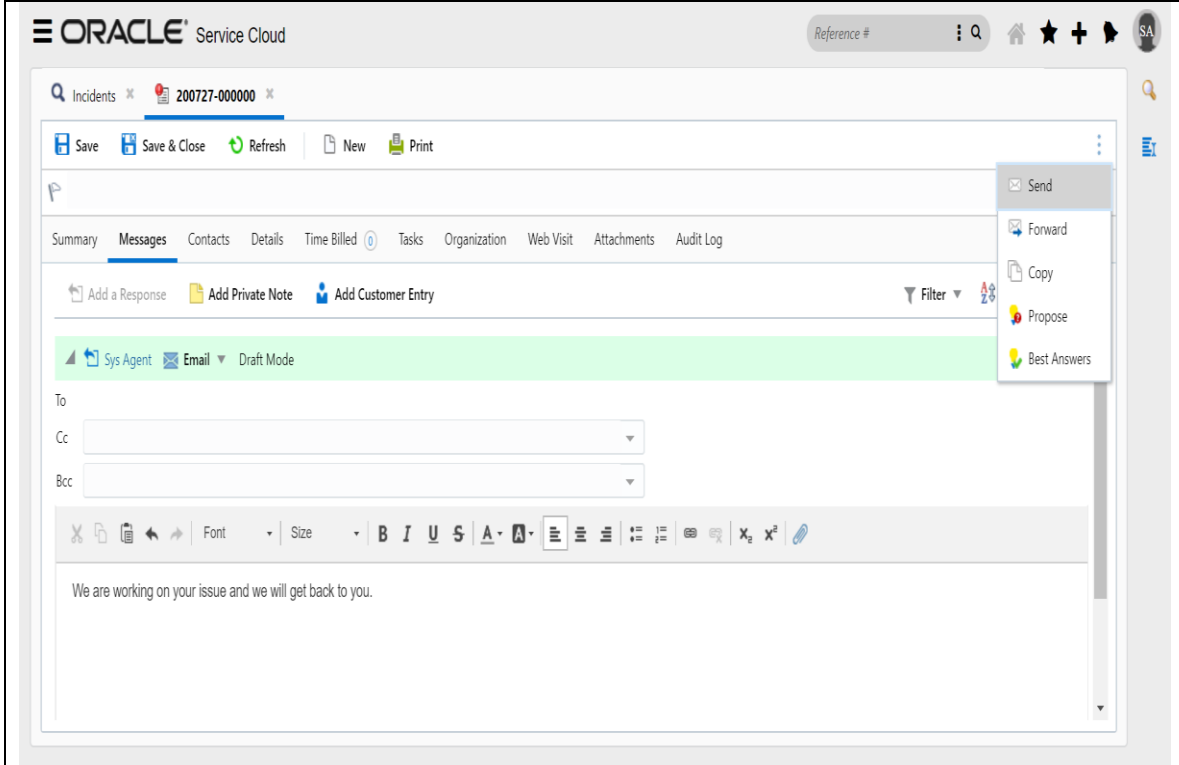 ORACLE Service Cloud
Reference #
SA
Incidents
200727-000000
Save Save & Close Refresh New Print
Send
Summary Messages Contacts Details Time Billed 0 Tasks Organization Web Visit Attachments Audit Log
Forward
Copy
Add a Response Add Private Note Add Customer Entry Filter
AZ
Propose
Sys Agent Email Draft Mode
Best Answers
To
Cc
Bcc
Font Size B I U S A A X₂ X²
We are working on your issue and we will get back to you.